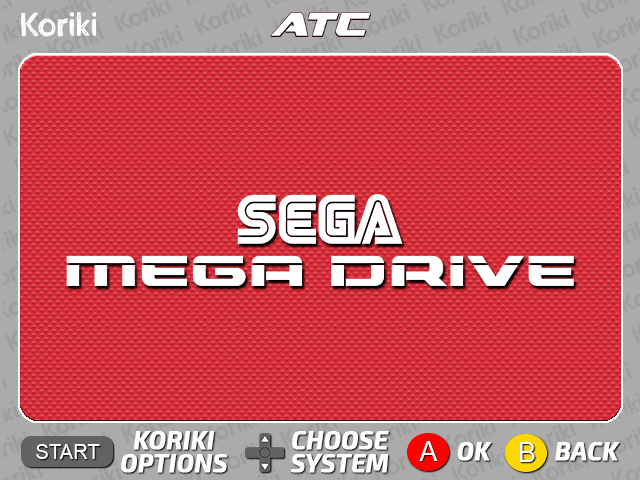 Koriki
ATC
SEGA
MEGA DRIVE
START
KORIKI
OPTIONS
CHOOSE
SYSTEM
A
OK
B
BACK